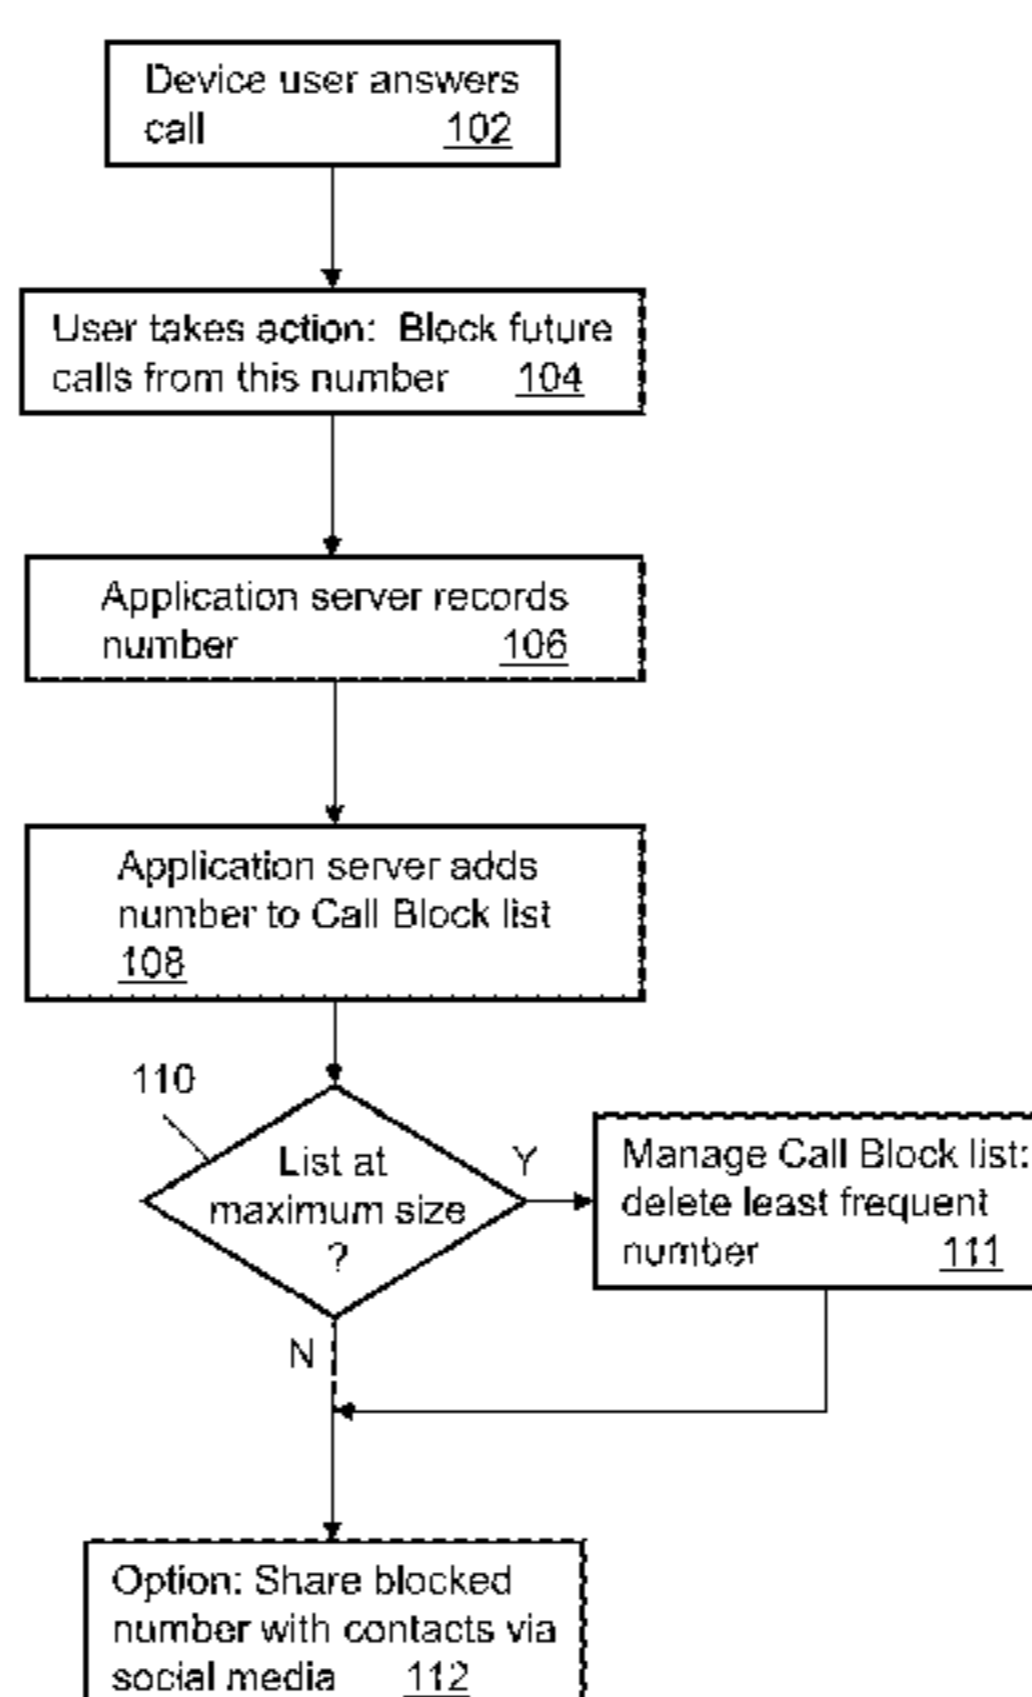 Device user answers
call 102
User takes action: Block future
calls from this number 104
Application server records
number 106
Application server adds
number to Call Block list
108
110
List at
maximum size
?
Y
Manage Call Block list:
delete least frequent
number 111
N
Option: Share blocked
number with contacts via
social media 112